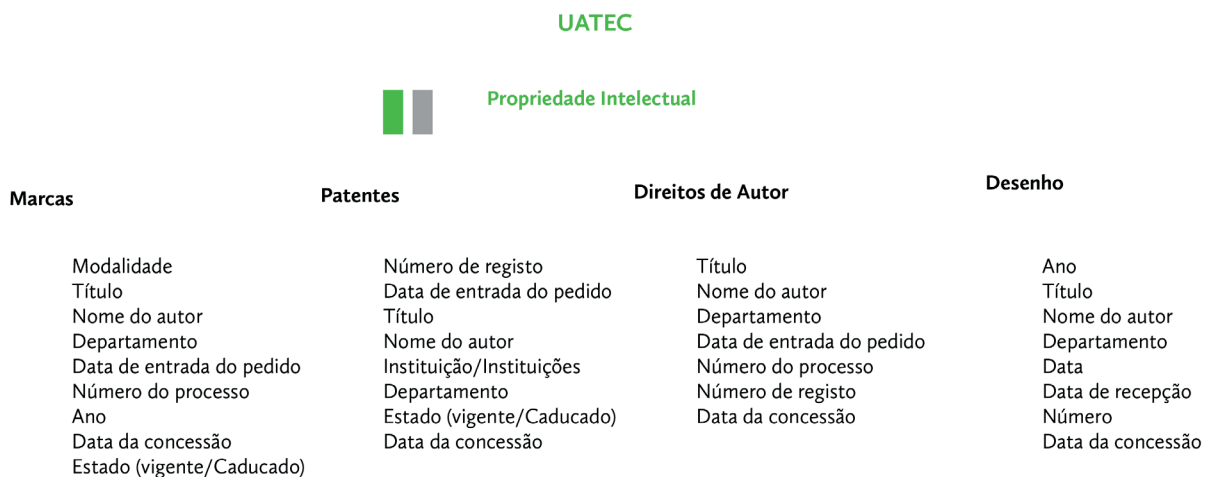 UATEC
Propriedade Intelectual
Marcas
Modalidade
Título
Nome do autor
Departamento
Data de entrada do pedido
Número do processo
Ano
Data da concessão
Estado (vigente/Caducado)
Patentes
Número de registo
Data de entrada do pedido
Título
Nome do autor
Instituição/Instituições
Departamento
Estado (vigente/Caducado)
Data da concessão
Direitos de Autor
Título
Nome do autor
Departamento
Data de entrada do pedido
Número do processo
Número de registo
Data da concessão
Desenho
Ano
Título
Nome do autor
Departamento
Data
Data de recepção
Número
Data da concessão